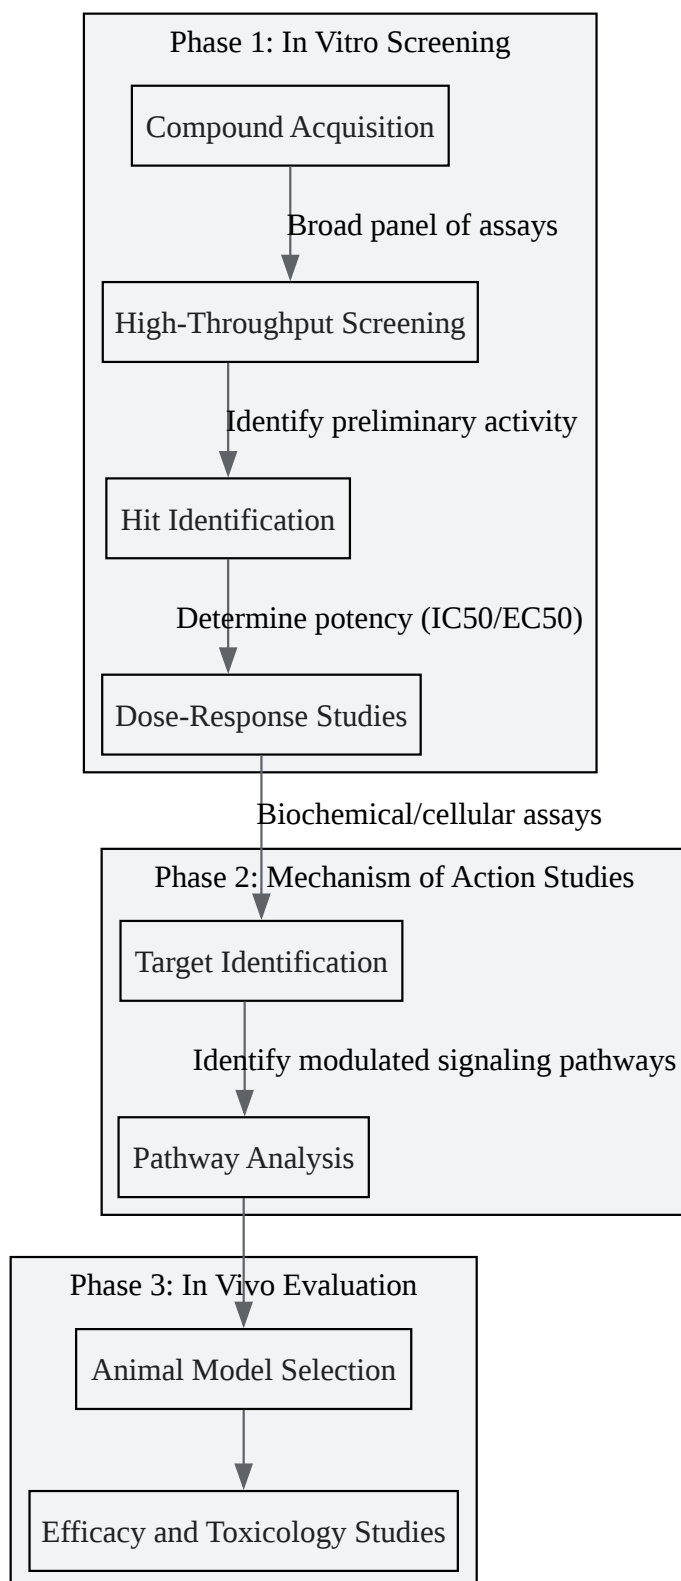 Phase 1: In Vitro Screening
Compound Acquisition
Broad panel of assays
High-Throughput Screening
Identify preliminary activity
Hit Identification
Determine potency (IC50/EC50)
Dose-Response Studies
Biochemical/cellular assays
Phase 2: Mechanism of Action Studies
Target Identification
Identify modulated signaling pathways
Pathway Analysis
Phase 3: In Vivo Evaluation
Animal Model Selection
Efficacy and Toxicology Studies